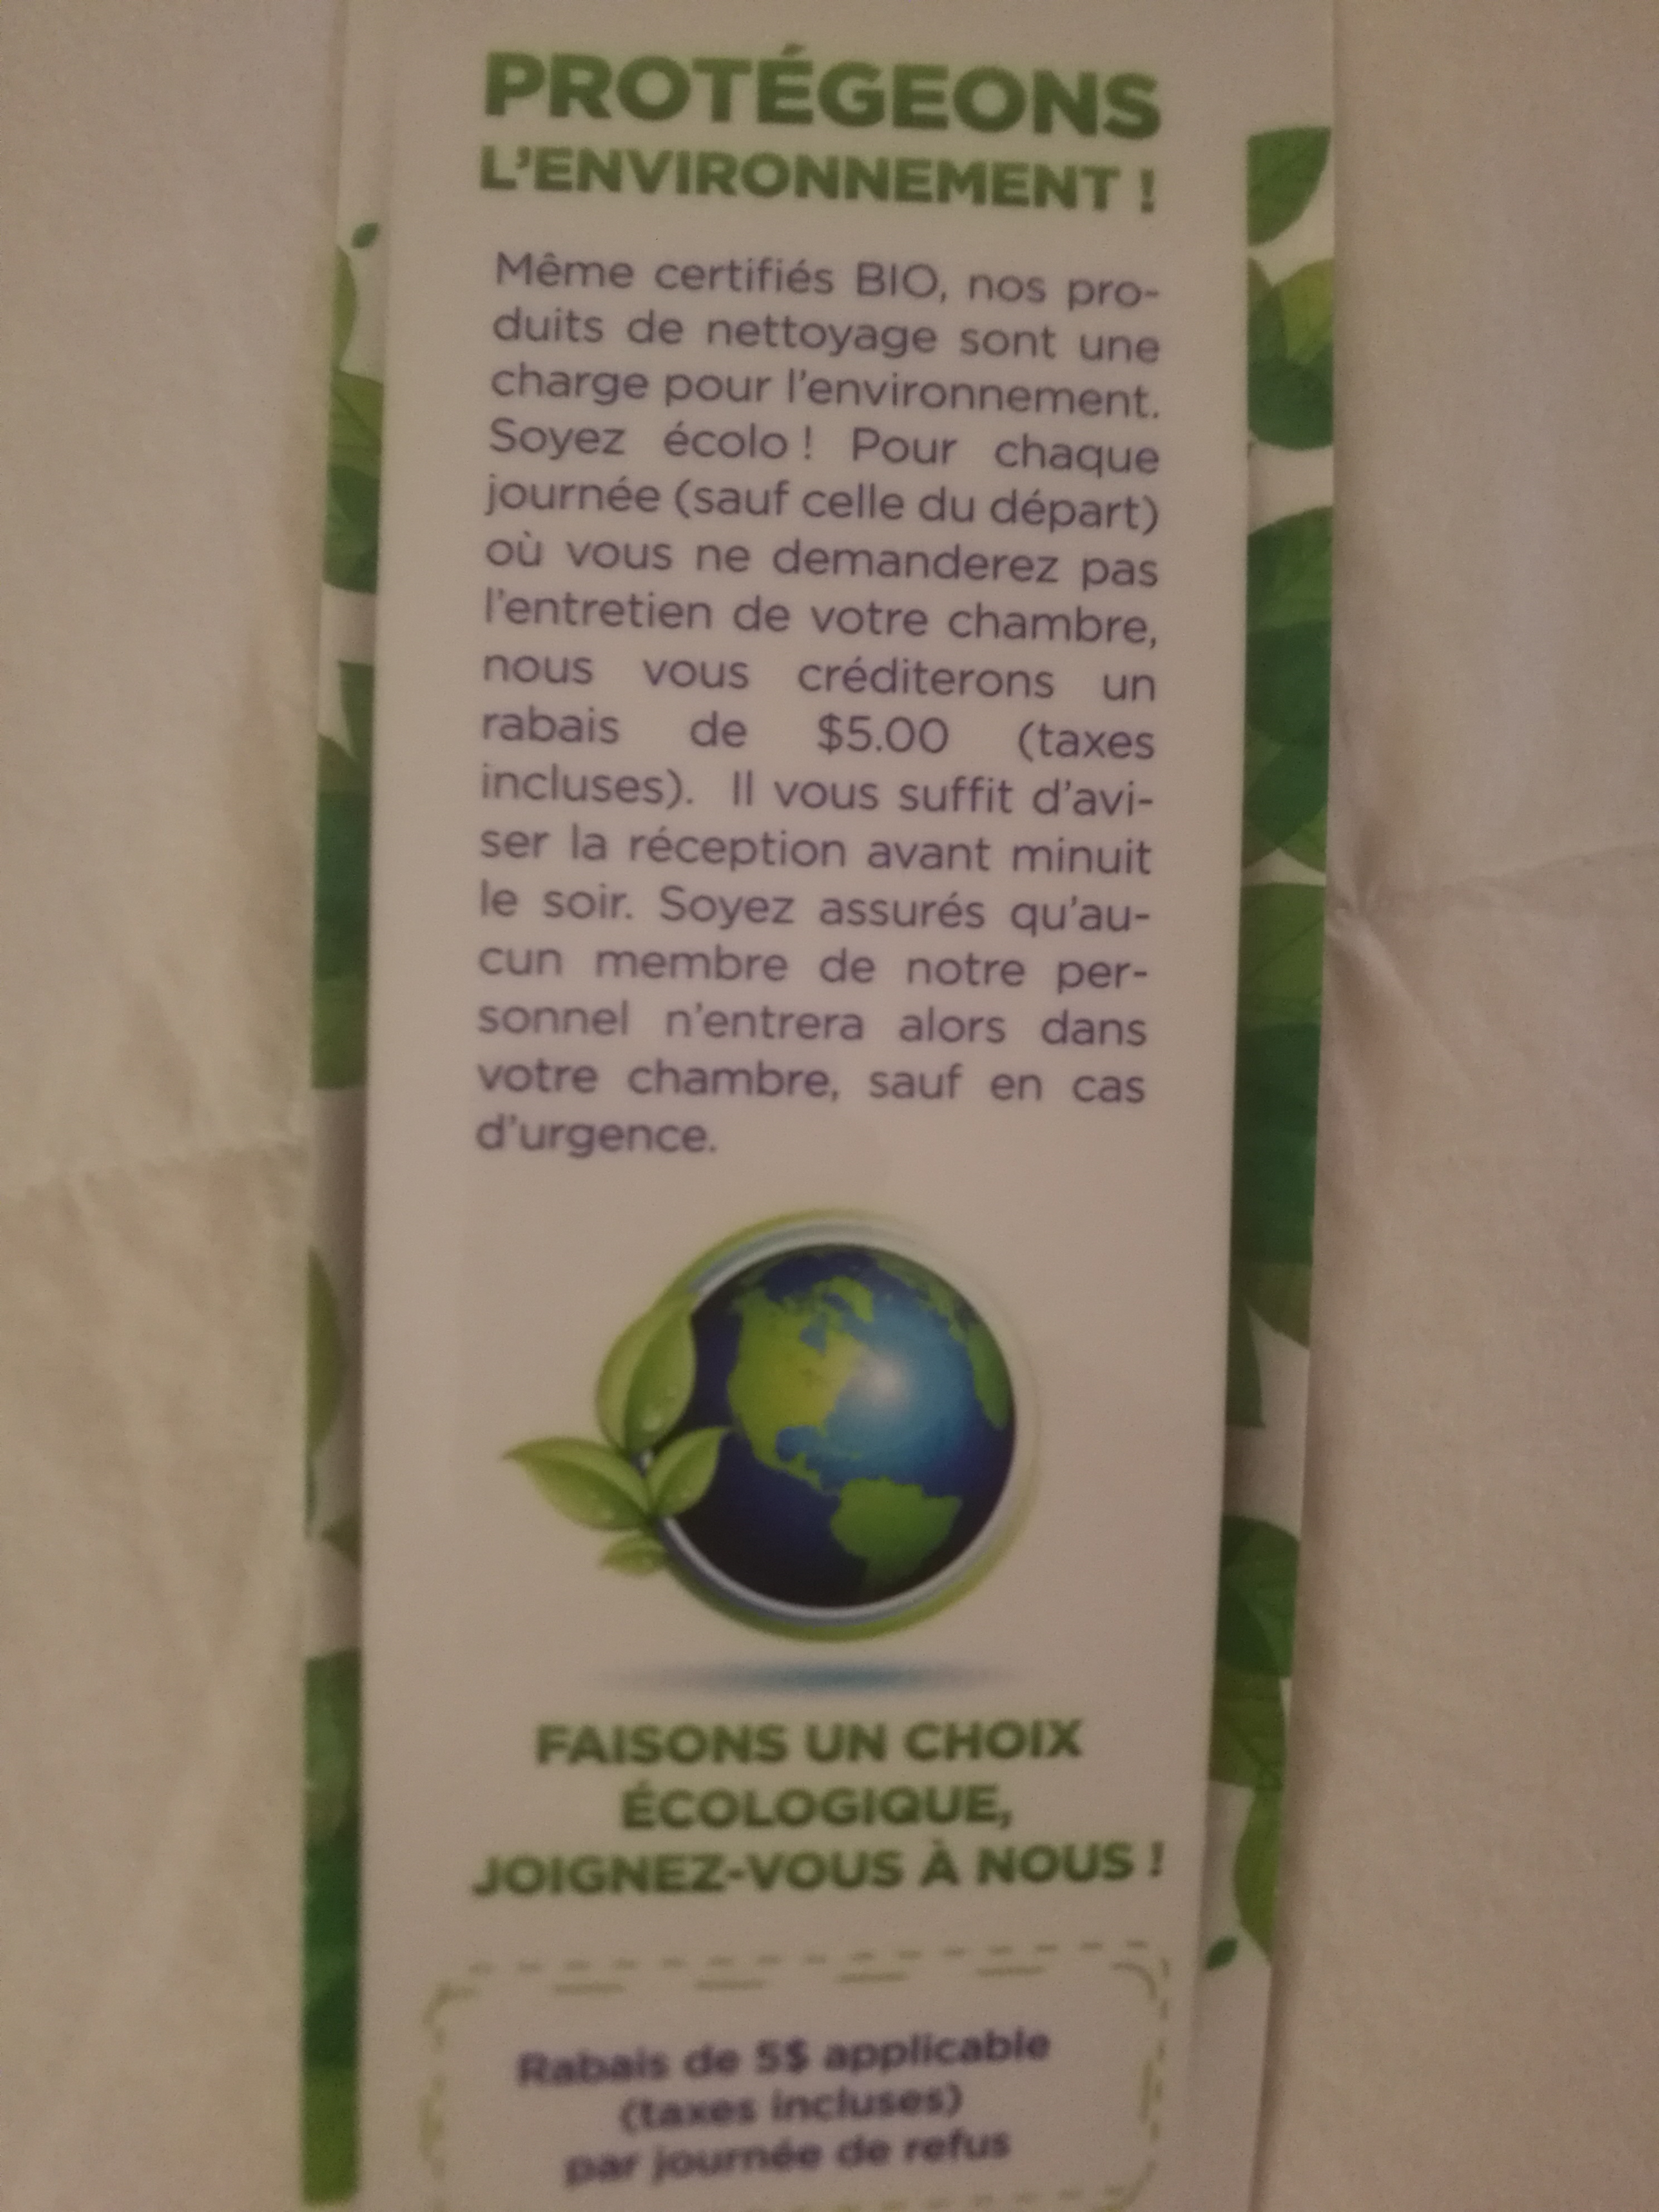 PROTÉGEONS
L'ENVIRONNEMENT !
Même certifiés BIO, nos pro-
duits de nettoyage sont une
charge pour l'environnement.
Soyez écolo ! Pour chaque
journée (sauf celle du départ)
où vous ne demanderez pas
l'entretien de votre chambre,
nous vous créditerons un
rabais de $5.00 (taxes
incluses). Il vous suffit d'avi-
ser la réception avant minuit
le soir. Soyez assurés qu'au-
cun membre de notre per-
sonnel n'entrera alors dans
votre chambre, sauf en cas
d'urgence.
FAISONS UN CHOIX
ÉCOLOGIQUE,
JOIGNEZ-VOUS À NOUS !
Rabais de 5$ applicable
(taxes incluses)
par journée de refus